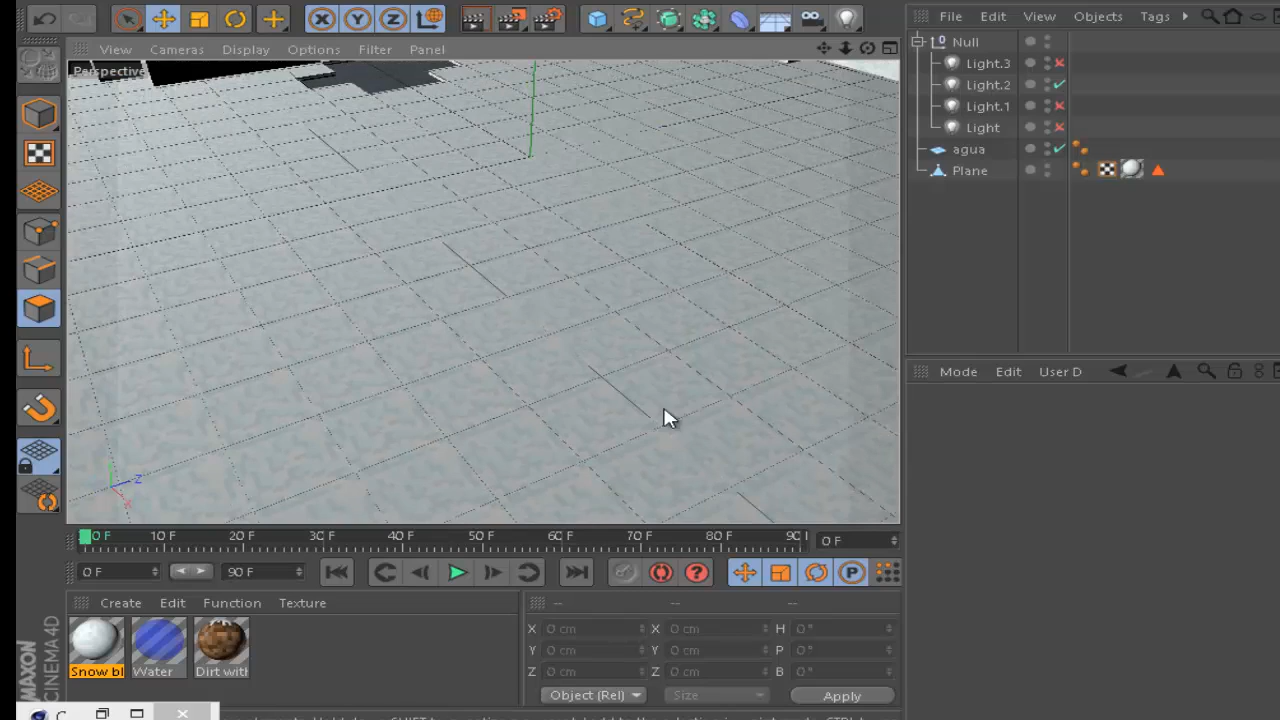 File Edit View Objects Tags
View Cameras Display Options Filter Panel
Perspective
Null
Light.3
Light.2
Light.1
Light
agua
Plane
X Y Z
Mode Edit User D
Z
X
0 F 10 F 20 F 30 F 40 F 50 F 60 F 70 F 80 F 90 0 F
0 F 90 F
P
Create Edit Function Texture
-- -- --
X 0 cm X 0 cm H 0 °
Y 0 cm Y 0 cm P 0 °
Z 0 cm Z 0 cm B 0 °
Snow bl Water Dirt with
Object (Rel) Size Apply
MAXON
CINEMA 4D
C